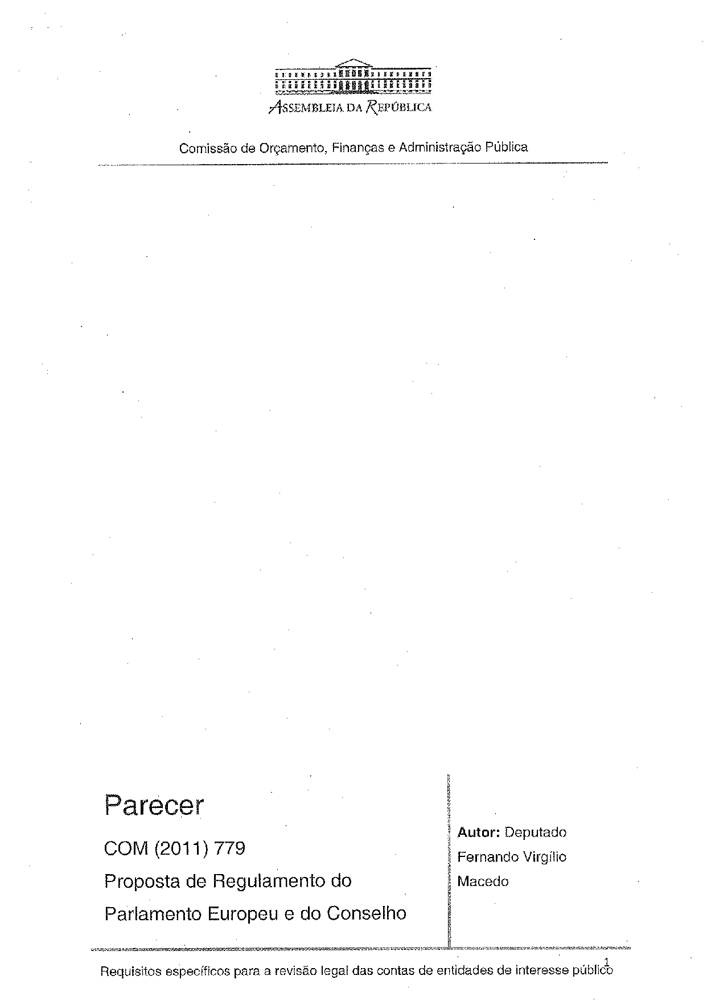 ASSEMBLEIA DA REPÚBLICA
Comissão de Orçamento, Finanças e Administração Pública
Parecer
COM (2011) 779
Proposta de Regulamento do
Parlamento Europeu e do Conselho
Autor: Deputado
Fernando Virgílio
Macedo
Requisitos específicos para a revisão legal das contas de entidades de interesse público
1